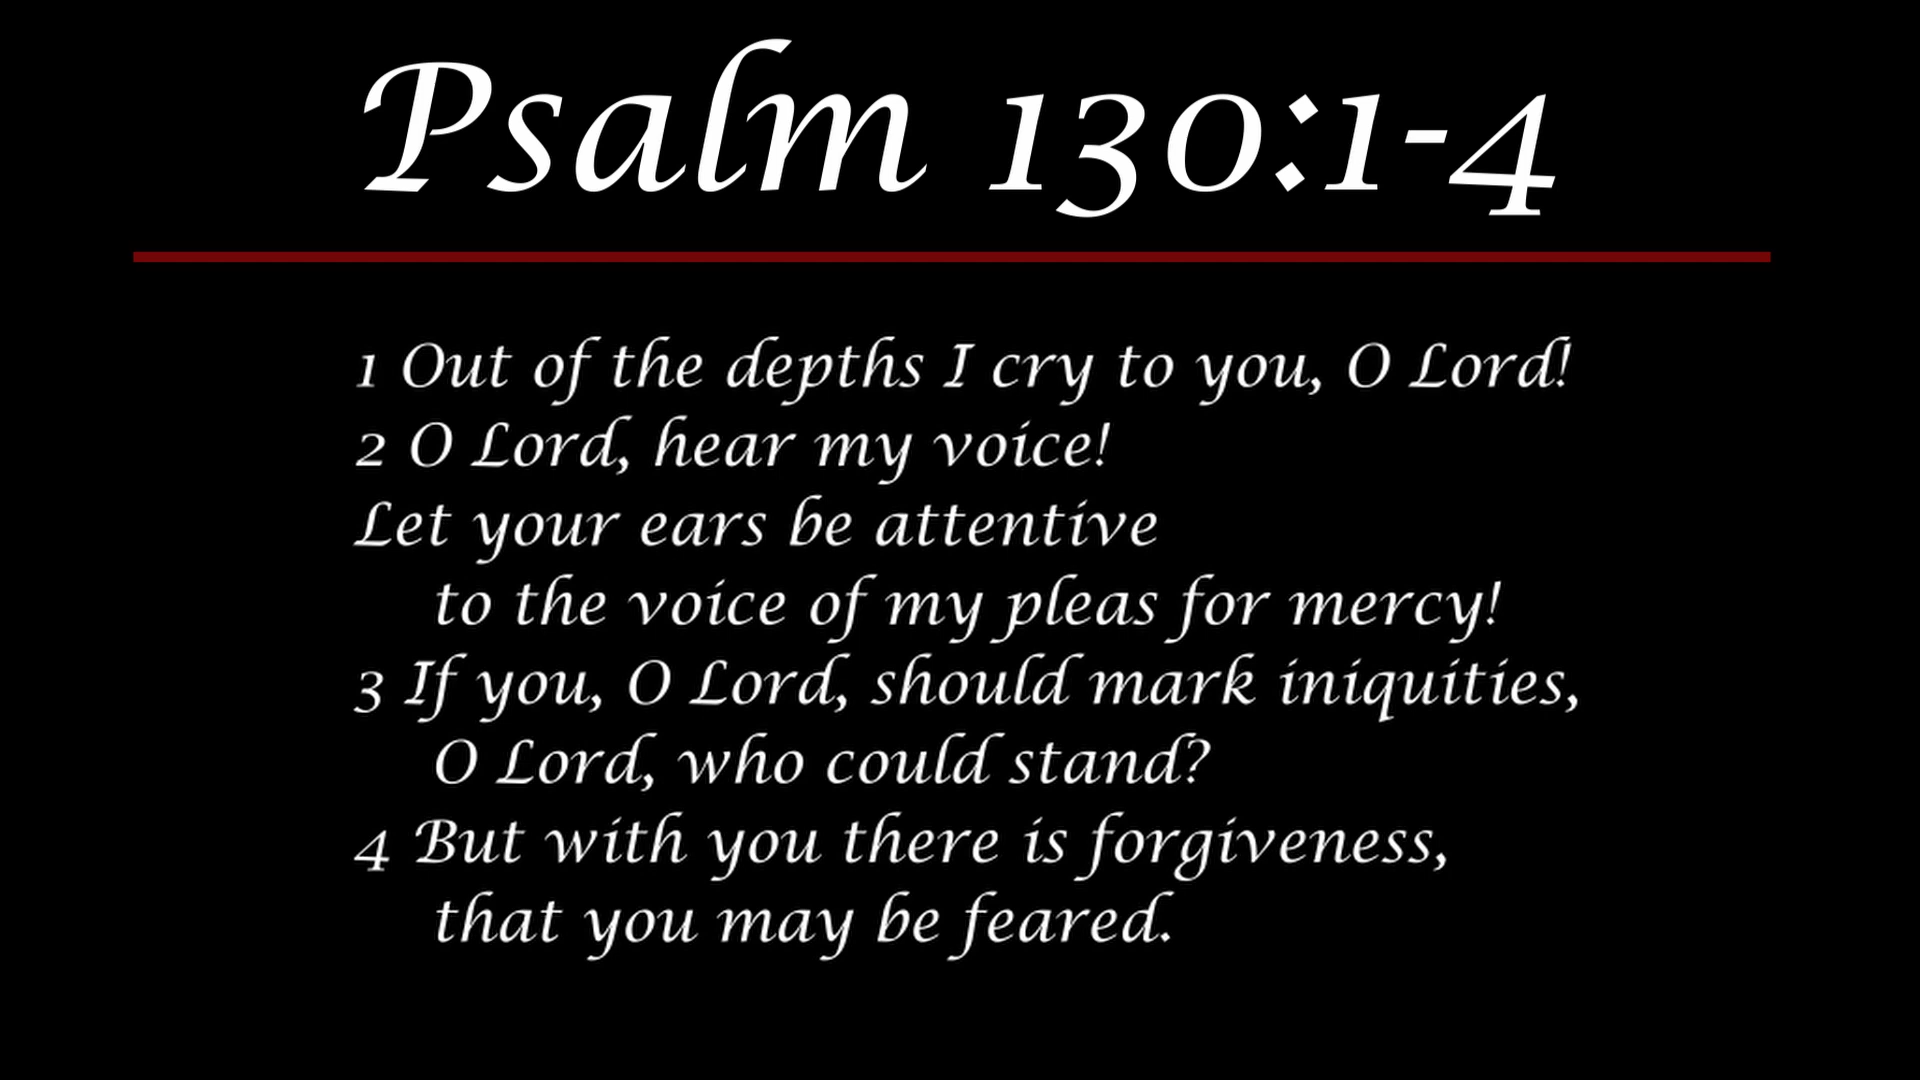 Psalm 130:1-4
1 Out of the depths I cry to you, O Lord!
2 O Lord, hear my voice!
Let your ears be attentive
to the voice of my pleas for mercy!
3 If you, O Lord, should mark iniquities,
O Lord, who could stand?
4 But with you there is forgiveness,
that you may be feared.